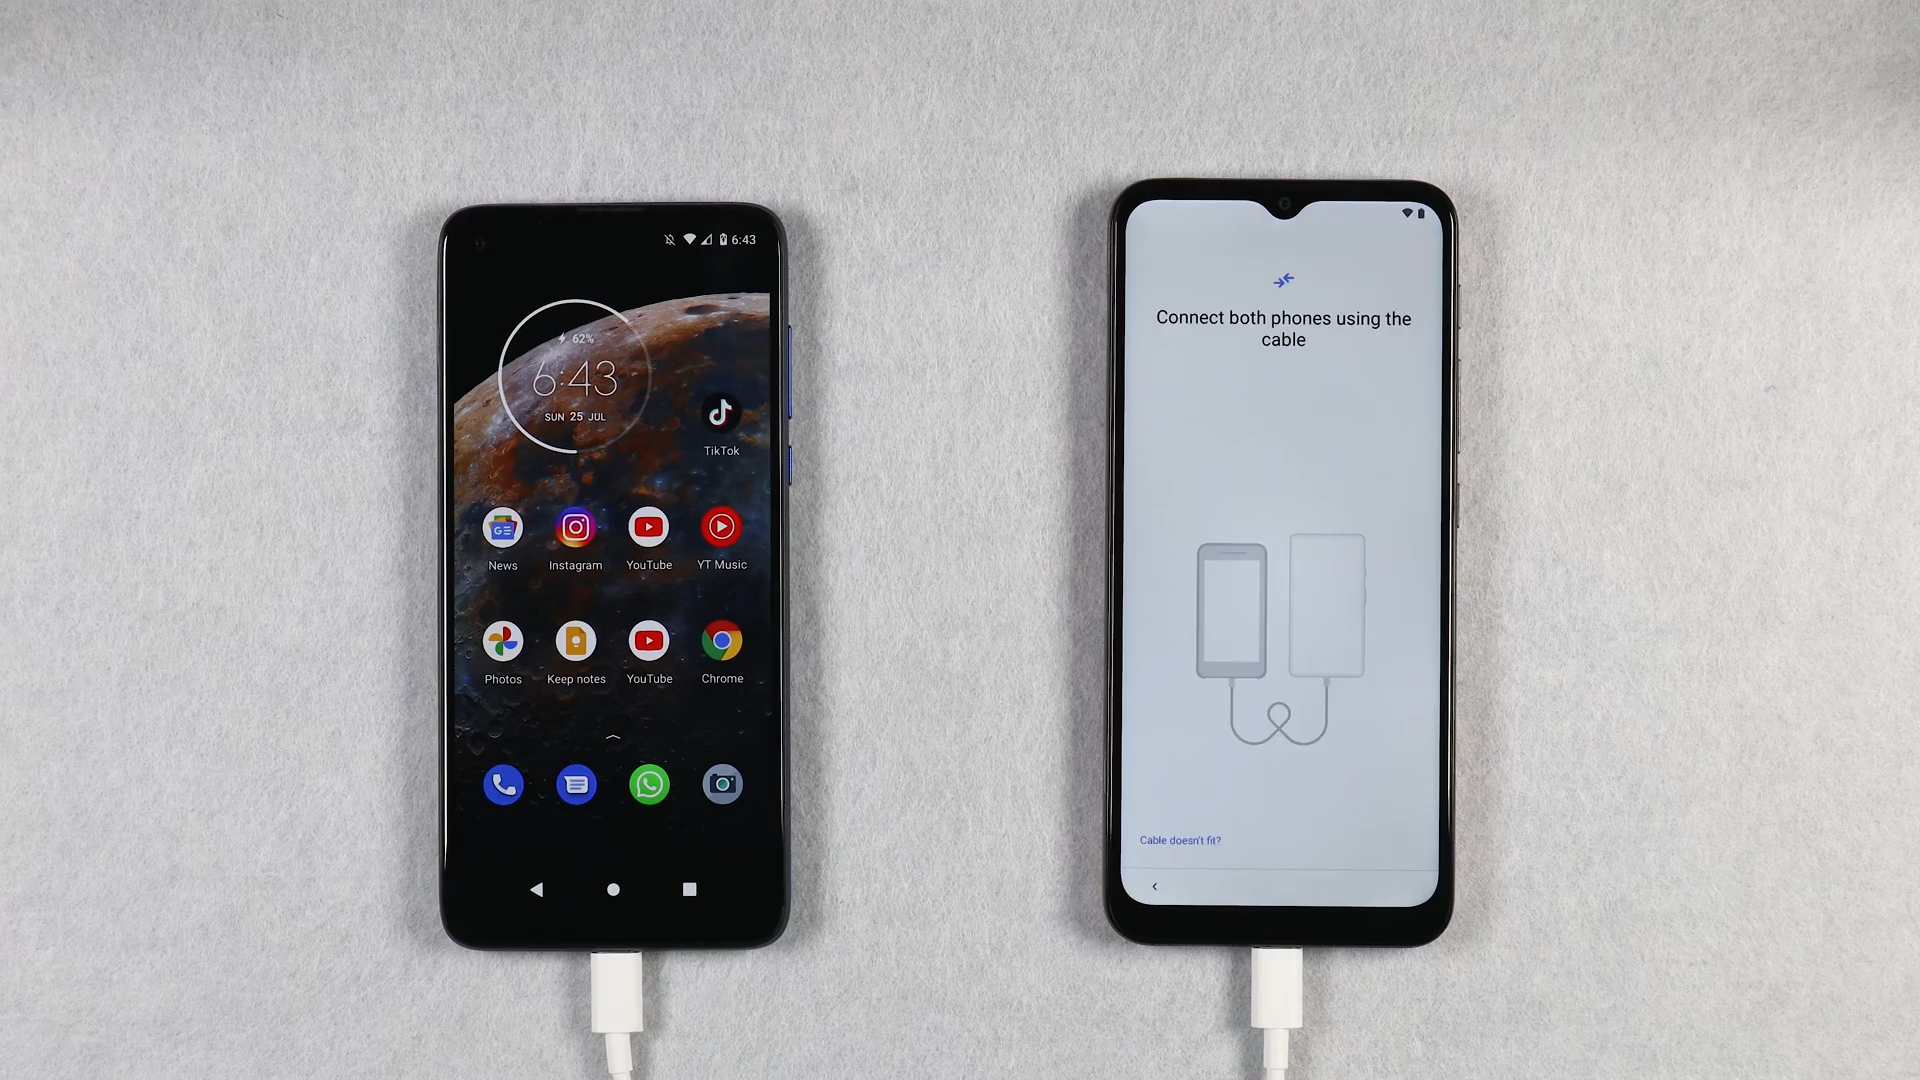 6:43
62%
6:43
SUN 25 JUL
TikTok
GE
News
Instagram
YouTube
YT Music
Photos
Keep notes
YouTube
Chrome
Connect both phones using the
cable
Cable doesn't fit?